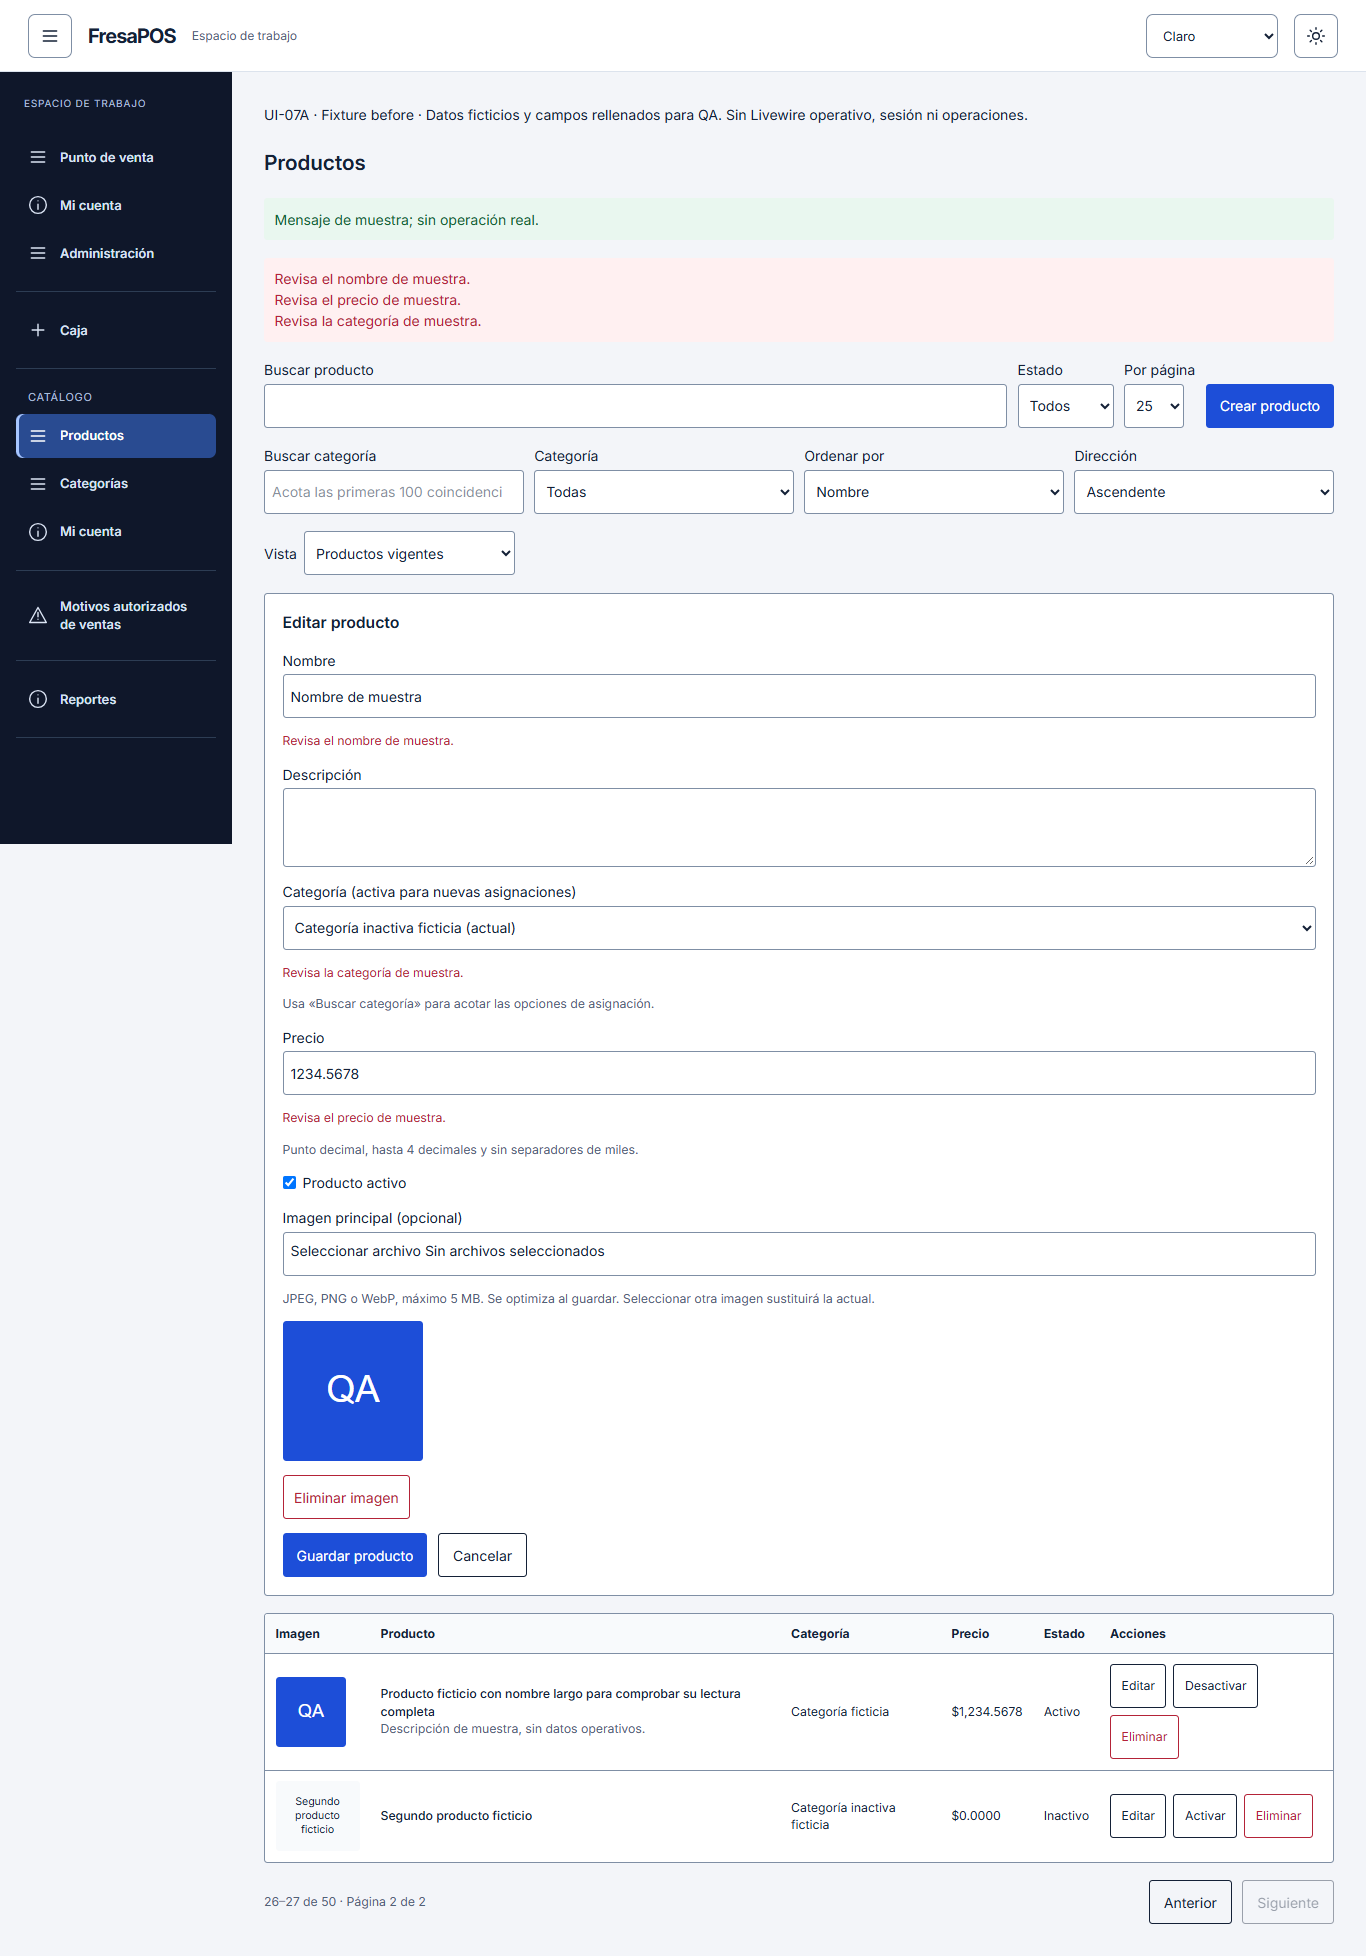 FresaPOS
Espacio de trabajo
Claro
ESPACIO DE TRABAJO
Punto de venta
Mi cuenta
Administración
Caja
CATÁLOGO
Productos
Categorías
Mi cuenta
Motivos autorizados
de ventas
Reportes
UI-07A · Fixture before · Datos ficticios y campos rellenados para QA. Sin Livewire operativo, sesión ni operaciones.
Productos
Mensaje de muestra; sin operación real.
Revisa el nombre de muestra.
Revisa el precio de muestra.
Revisa la categoría de muestra.
Buscar producto
Estado
Por página
Todos
25
Crear producto
Buscar categoría
Categoría
Ordenar por
Dirección
Acota las primeras 100 coincidenci
Todas
Nombre
Ascendente
Vista
Productos vigentes
Editar producto
Nombre
Nombre de muestra
Revisa el nombre de muestra.
Descripción
Categoría (activa para nuevas asignaciones)
Categoría inactiva ficticia (actual)
Revisa la categoría de muestra.
Usa «Buscar categoría» para acotar las opciones de asignación.
Precio
1234.5678
Revisa el precio de muestra.
Punto decimal, hasta 4 decimales y sin separadores de miles.
Producto activo
Imagen principal (opcional)
Seleccionar archivo Sin archivos seleccionados
JPEG, PNG o WebP, máximo 5 MB. Se optimiza al guardar. Seleccionar otra imagen sustituirá la actual.
QA
Eliminar imagen
Guardar producto
Cancelar
Imagen
Producto
Categoría
Precio
Estado
Acciones
QA
Producto ficticio con nombre largo para comprobar su lectura
completa
Descripción de muestra, sin datos operativos.
Categoría ficticia
$1,234.5678
Activo
Editar
Desactivar
Eliminar
Segundo
producto
ficticio
Segundo producto ficticio
Categoría inactiva
ficticia
$0.0000
Inactivo
Editar
Activar
Eliminar
26–27 de 50 · Página 2 de 2
Anterior
Siguiente